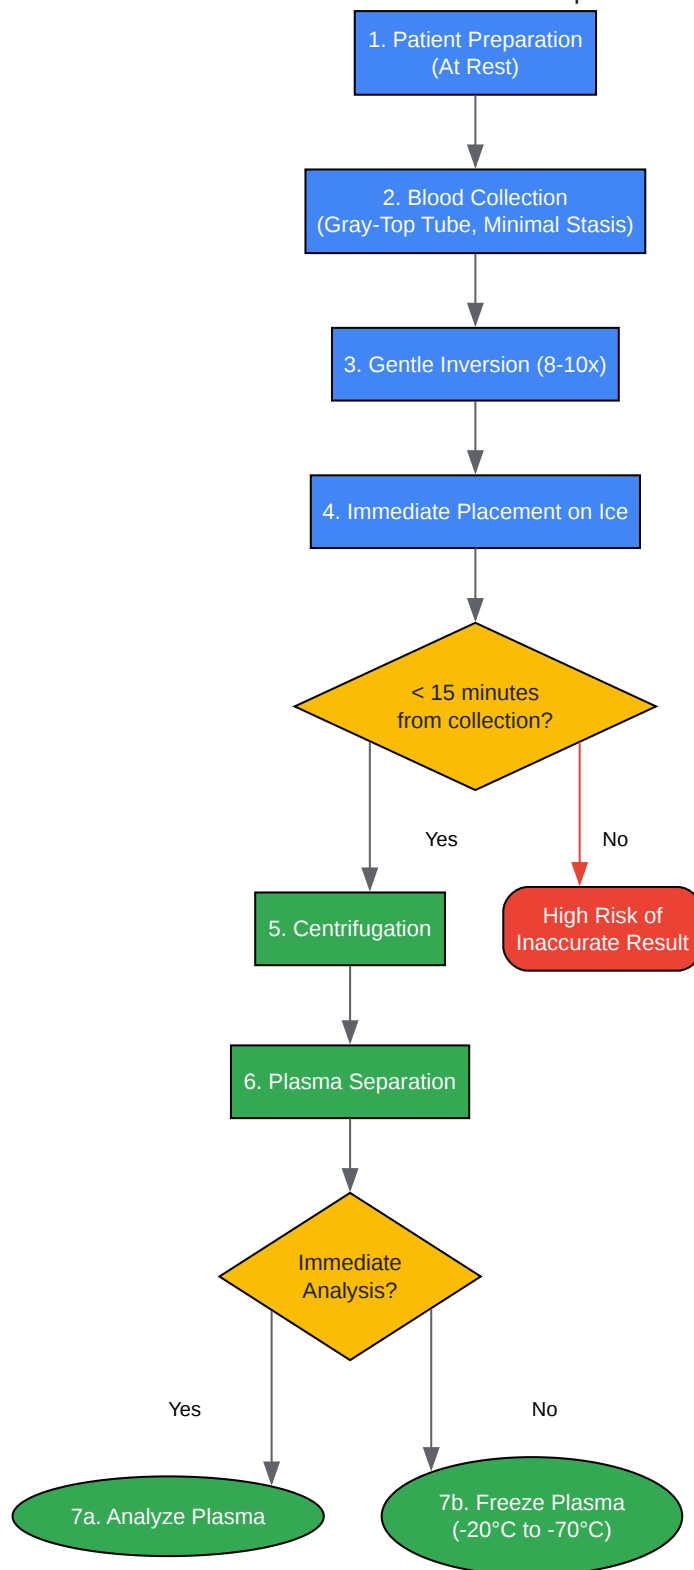 1. Patient Preparation
(At Rest)
2. Blood Collection
(Gray-Top Tube, Minimal Stasis)
3. Gentle Inversion (8-10x)
4. Immediate Placement on Ice
< 15 minutes
from collection?
Yes
No
5. Centrifugation
High Risk of
Inaccurate Result
6. Plasma Separation
Immediate
Analysis?
Yes
No
7a. Analyze Plasma
7b. Freeze Plasma
(-20°C to -70°C)